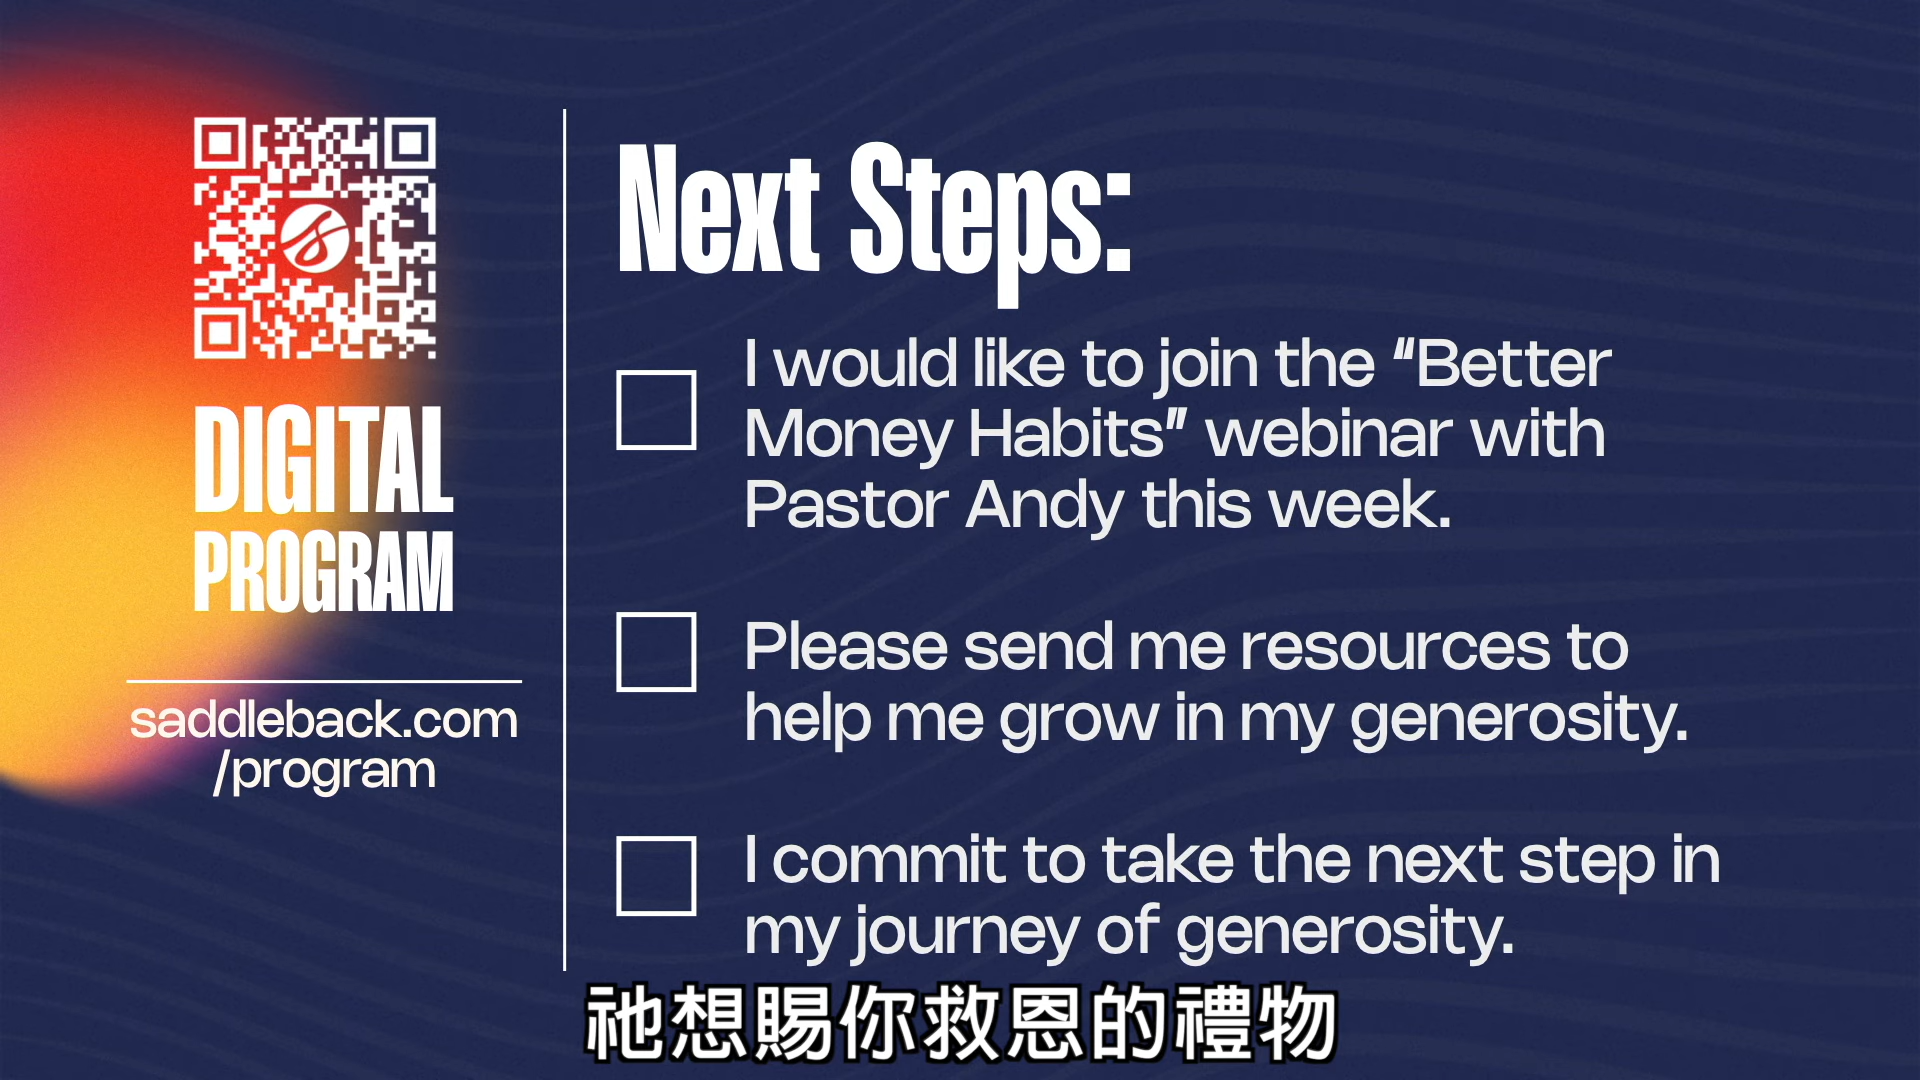 DIGITAL
PROGRAM
saddleback.com
/program
Next Steps:
I would like to join the “Better
Money Habits” webinar with
Pastor Andy this week.
Please send me resources to
help me grow in my generosity.
I commit to take the next step in
my journey of generosity.
祂想賜你救恩的禮物